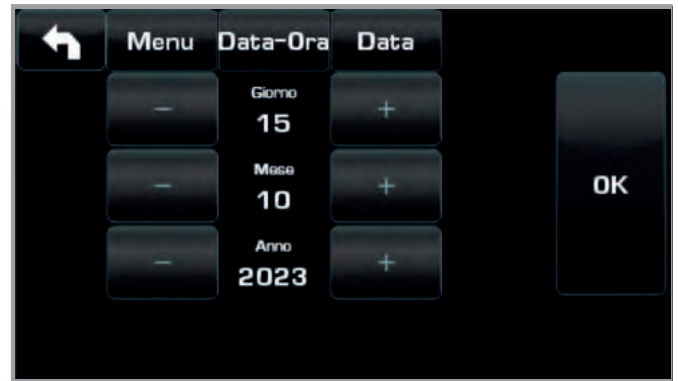 Menu Data-Ora Data
Giorno
- 15 +
Mese
- 10 +
Anno
- 2023 +
OK